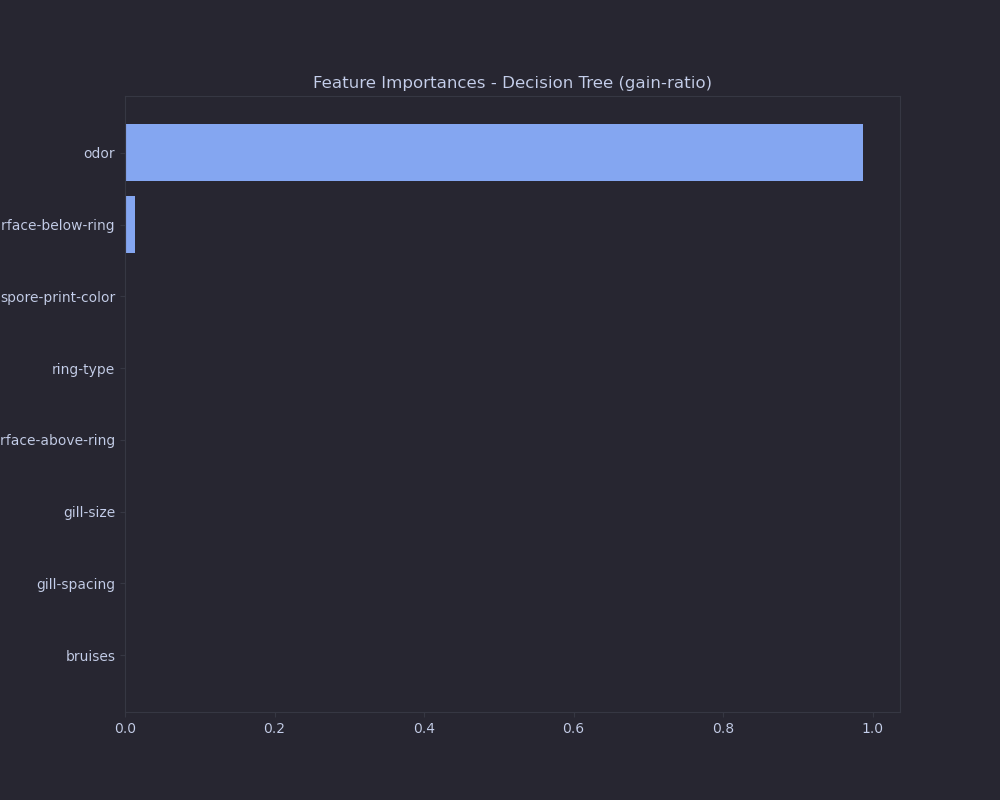 Feature Importances - Decision Tree (gain-ratio)
odor
rface-below-ring
spore-print-color
ring-type
rface-above-ring
gill-size
gill-spacing
bruises
0.0 0.2 0.4 0.6 0.8 1.0